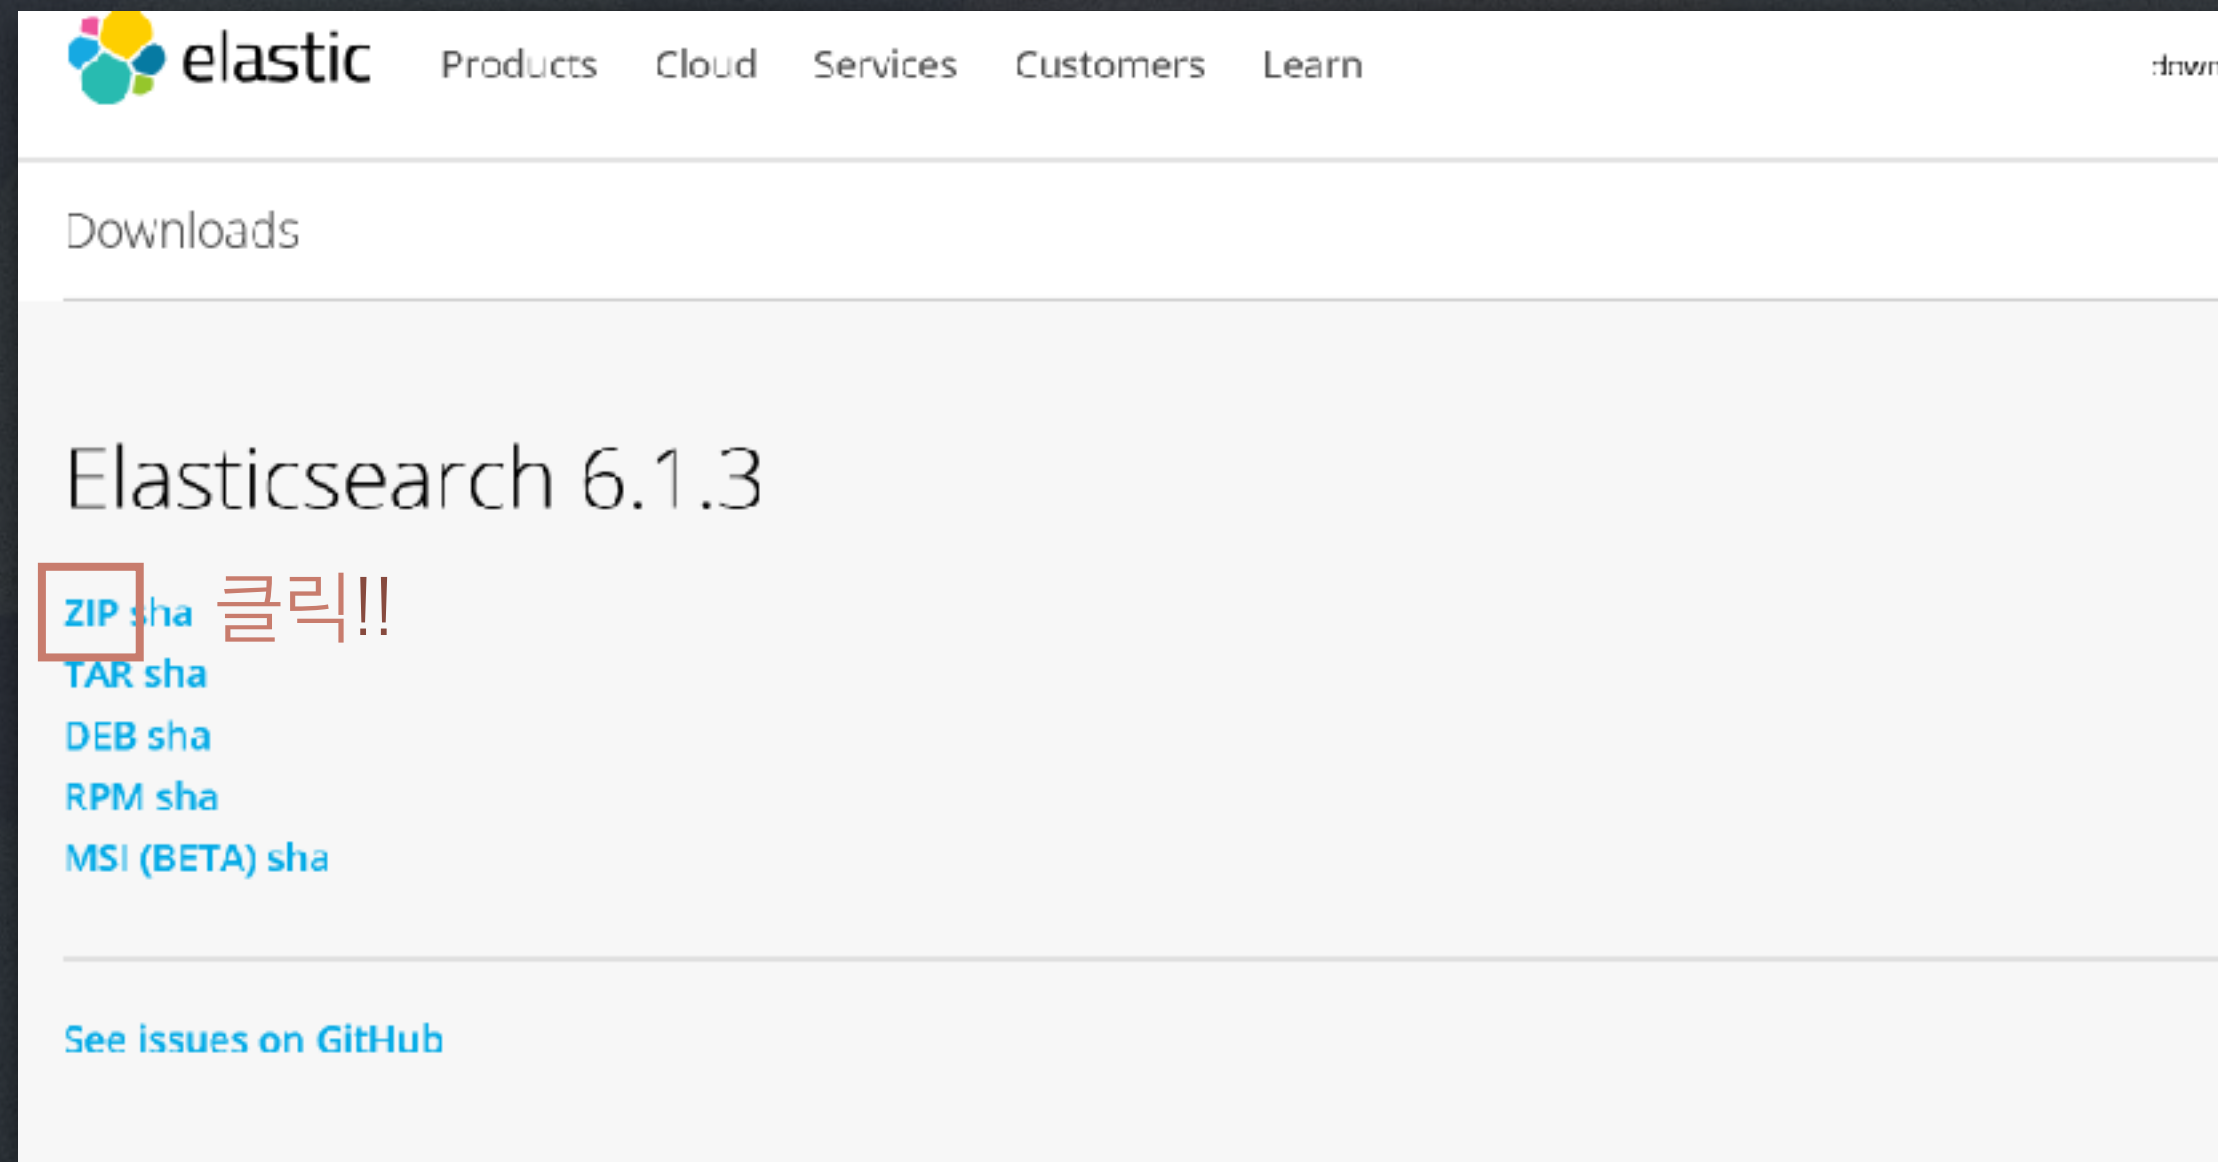 elastic Products Cloud Services Customers Learn
Downloads
Elasticsearch 6.1.3
ZIP sha 클릭!!
TAR sha
DEB sha
RPM sha
MSI (BETA) sha
See issues on GitHub